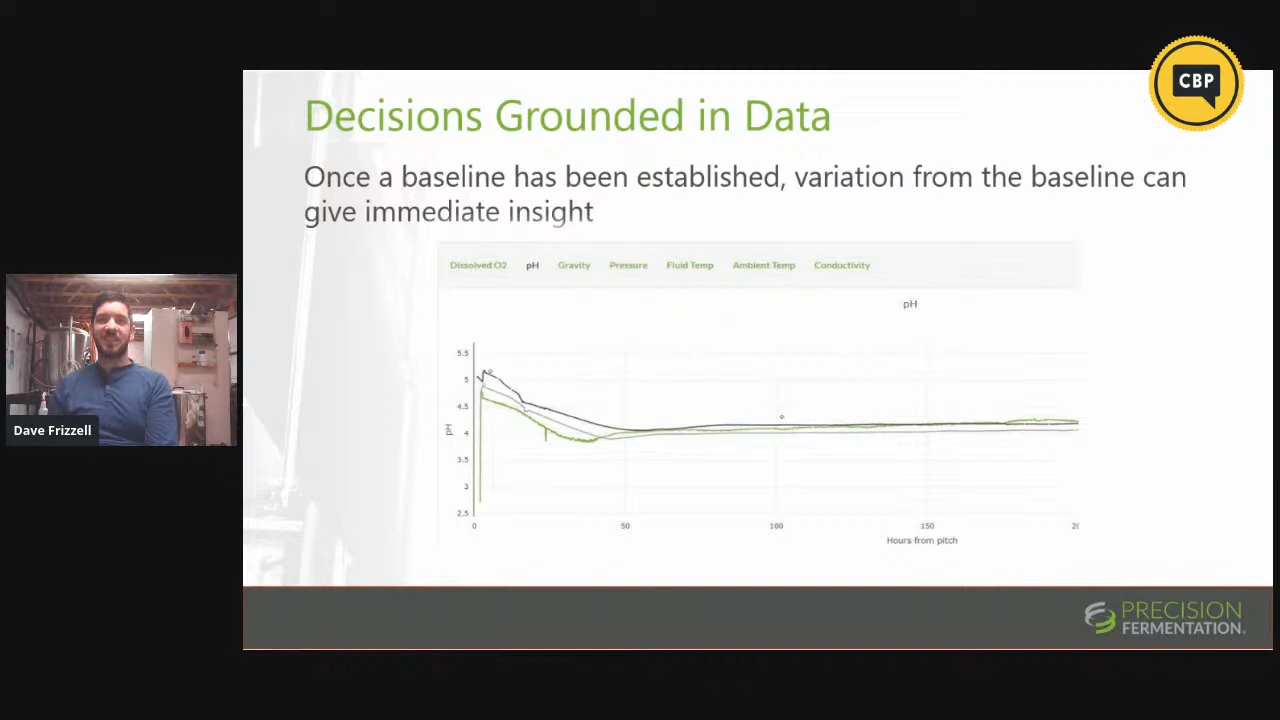 CBP
Decisions Grounded in Data
Once a baseline has been established, variation from the baseline can
give immediate insight
Dissolved O2 pH Gravity Pressure Fluid Temp Ambient Temp Conductivity
pH
5.5
5
4.5
4
3.5
3
2.5
pH
0 50 100 150 20
Hours from pitch
Dave Frizzell
PRECISION
FERMENTATION